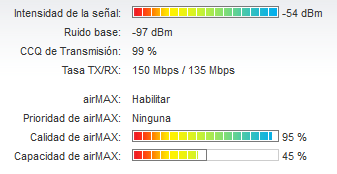 Intensidad de la señal: -54 dBm
Ruido base: -97 dBm
CCQ de Transmisión: 99 %
Tasa TX/RX: 150 Mbps / 135 Mbps
airMAX: Habilitar
Prioridad de airMAX: Ninguna
Calidad de airMAX: 95 %
Capacidad de airMAX: 45 %